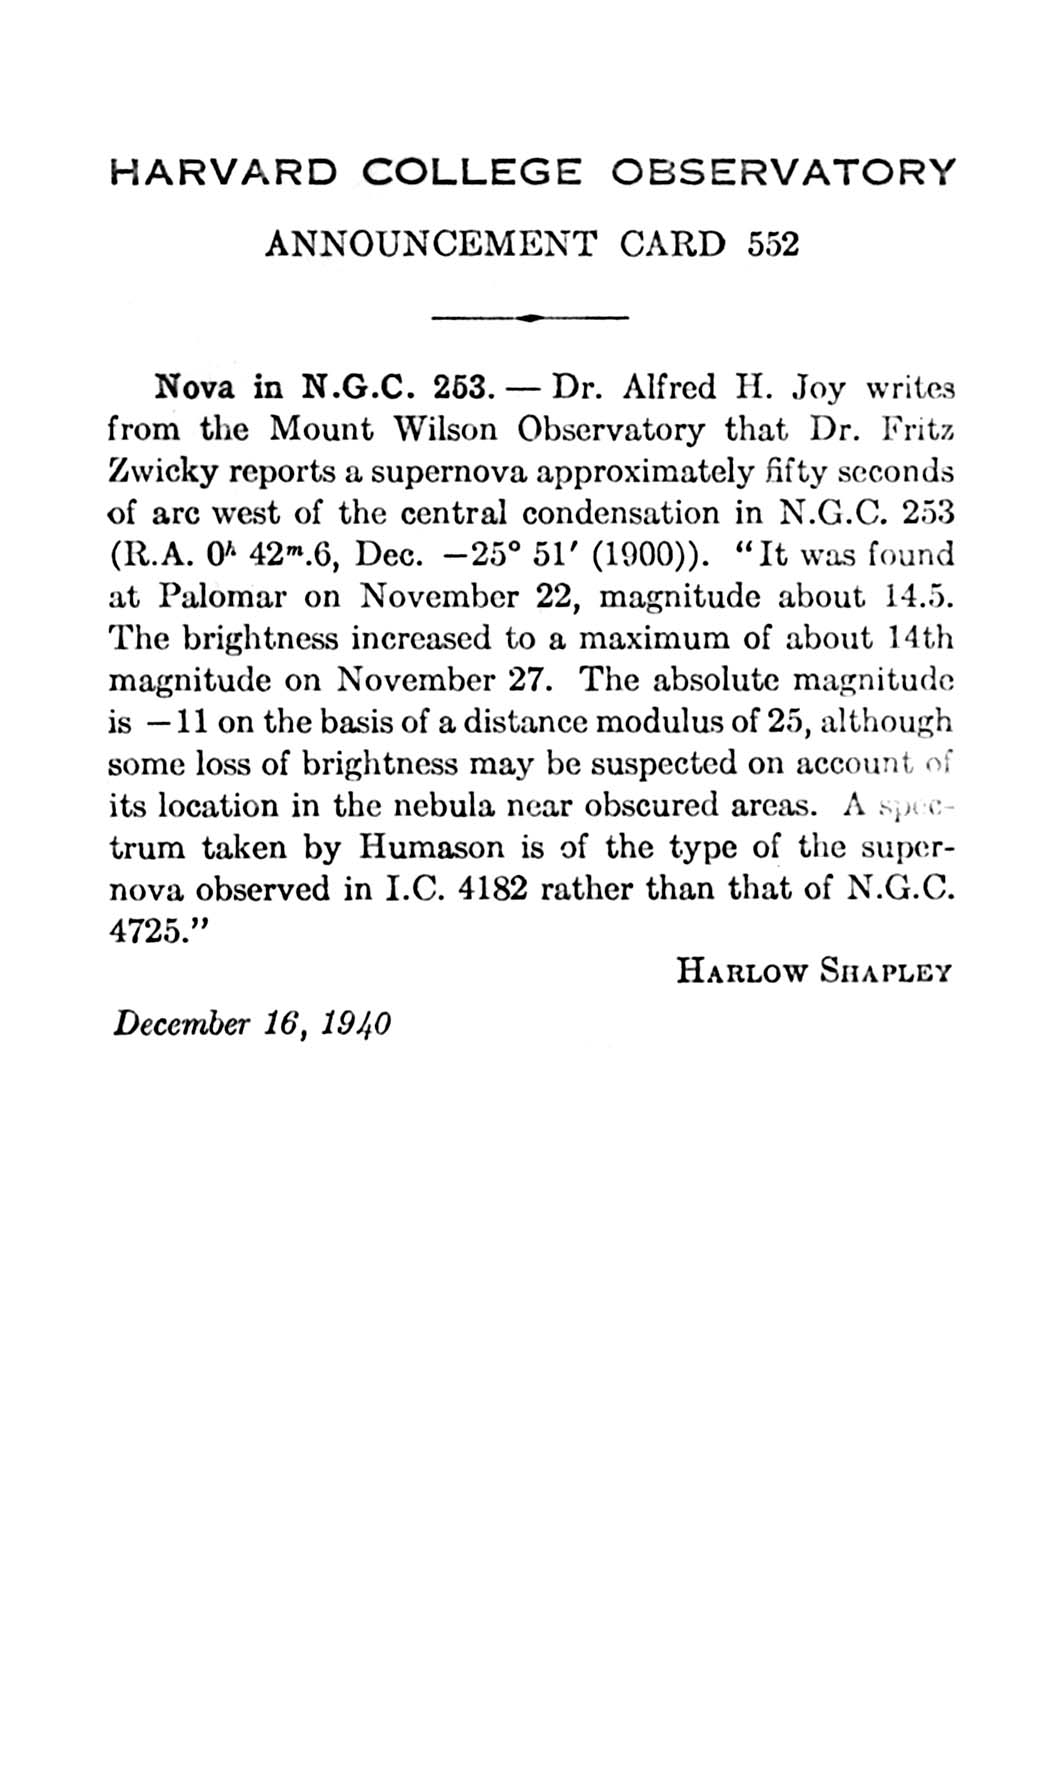 HARVARD COLLEGE OBSERVATORY
ANNOUNCEMENT CARD 552
Nova in N.G.C. 253. — Dr. Alfred H. Joy writes
from the Mount Wilson Observatory that Dr. Fritz
Zwicky reports a supernova approximately fifty seconds
of arc west of the central condensation in N.G.C. 253
(R.A. 0ʰ 42ᵐ.6, Dec. −25° 51′ (1900)). “It was found
at Palomar on November 22, magnitude about 14.5.
The brightness increased to a maximum of about 14th
magnitude on November 27. The absolute magnitude
is −11 on the basis of a distance modulus of 25, although
some loss of brightness may be suspected on account of
its location in the nebula near obscured areas. A spec-
trum taken by Humason is of the type of the super-
nova observed in I.C. 4182 rather than that of N.G.C.
4725.”
HARLOW SHAPLEY
December 16, 1940